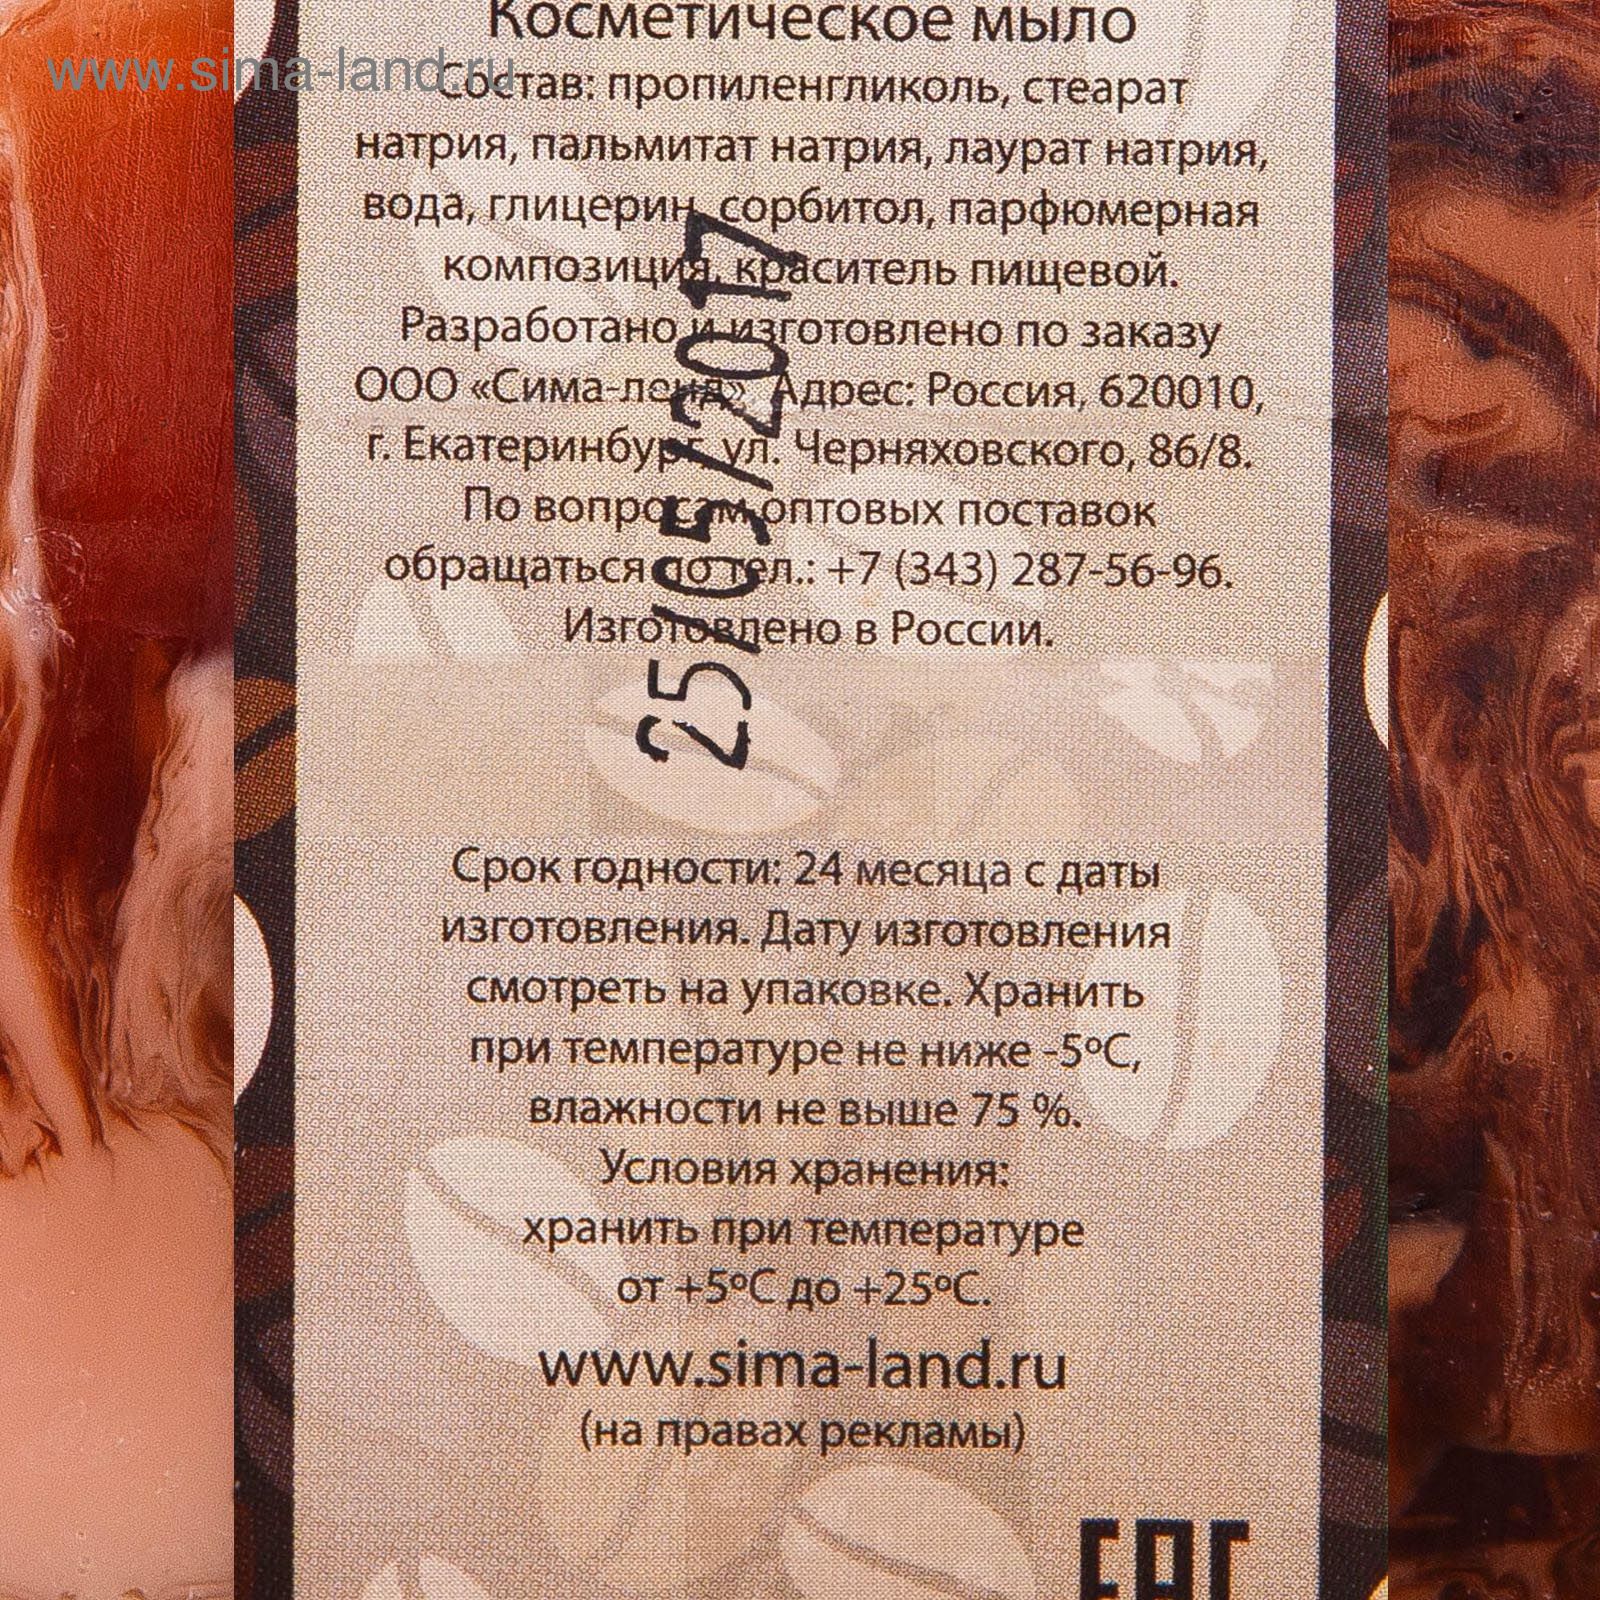 Косметическое мыло
www.sima-land.ru
Состав: пропиленгликоль, стеарат
натрия, пальмитат натрия, лаурат натрия,
вода, глицерин, сорбитол, парфюмерная
композиция, краситель пищевой.
Разработано и изготовлено по заказу
ООО «Сима-ленд». Адрес: Россия, 620010,
г. Екатеринбург, ул. Черняховского, 86/8.
По вопросам оптовых поставок
обращаться по тел.: +7 (343) 287-56-96.
Изготовлено в России.
25/05/2017
Срок годности: 24 месяца с даты
изготовления. Дату изготовления
смотреть на упаковке. Хранить
при температуре не ниже -5ºС,
влажности не выше 75 %.
Условия хранения:
хранить при температуре
от +5ºС до +25ºС.
www.sima-land.ru
(на правах рекламы)
ЕАС